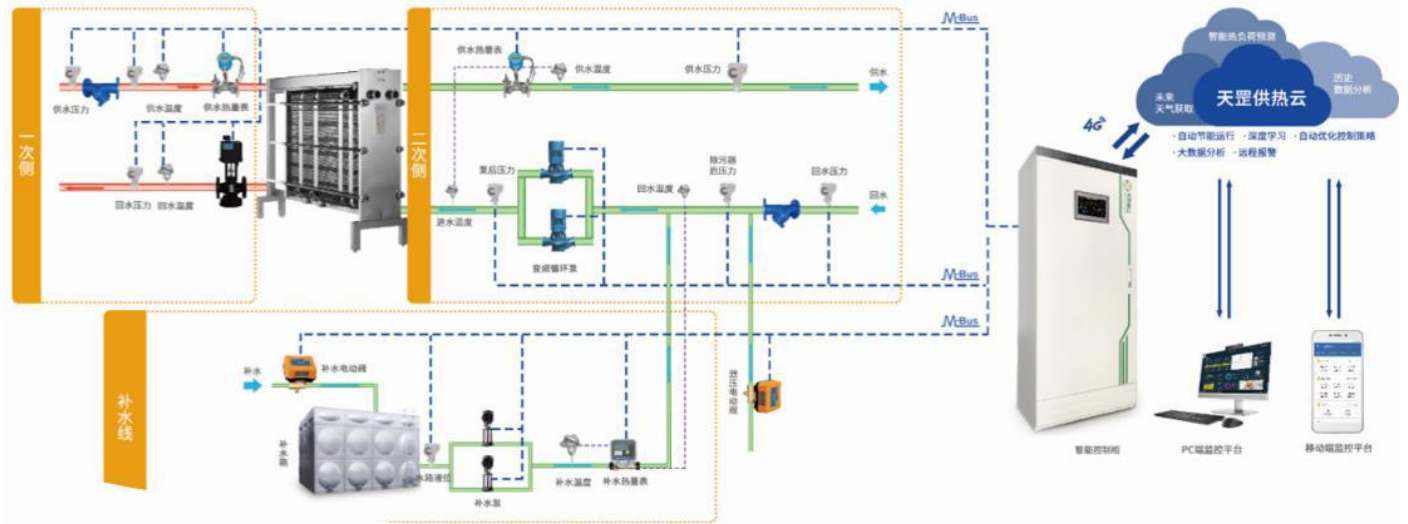 M-Bus
一次侧
供水压力
供水温度
供水热量表
回水压力
回水温度
二次侧
供水热量表
供水温度
供水压力
供水
泵后压力
除污器
后压力
回水温度
回水压力
回水
进水温度
变频循环泵
M-Bus
M-Bus
补水线
补水
补水电动阀
泄压电动阀
补水箱
水箱液位
补水泵
补水温度
补水热量表
智能热负荷预测
历史
数据分析
未来
天气获取
天罡供热云
4G
·自动节能运行 ·深度学习 ·自动优化控制策略
·大数据分析 ·远程报警
智能控制柜
PC端监控平台
移动端监控平台